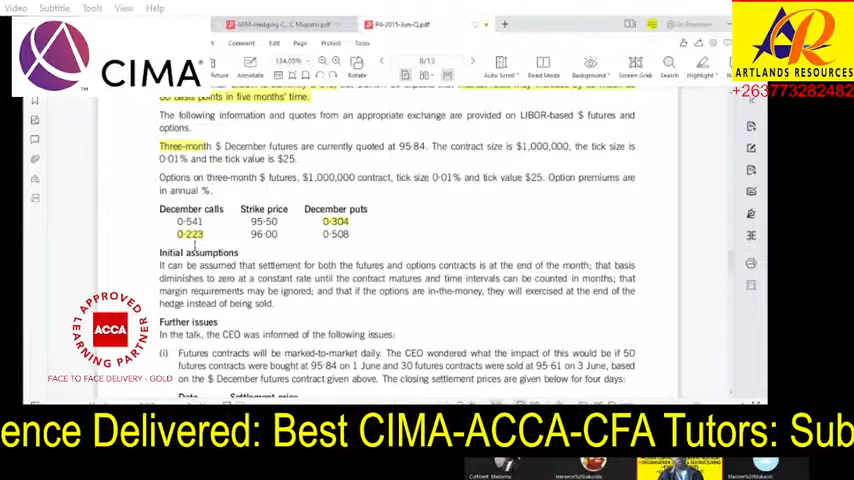 Video Subtitle Tools View Help
AFM-Hedging C...C Mupani.pdf
P4-2015-Jun-Q.pdf
Comment Edit Page Protect Tools
134.05%
8/13
Annotate Rotate Auto Scroll Read Mode Background Screen Grab Highlight
CIMA
ARTLANDS RESOURCES
+263773282482
60 basis points in five months' time.
The following information and quotes from an appropriate exchange are provided on LIBOR-based $ futures and
options.
Three-month $ December futures are currently quoted at 95·84. The contract size is $1,000,000, the tick size is
0·01% and the tick value is $25.
Options on three-month $ futures, $1,000,000 contract, tick size 0·01% and tick value $25. Option premiums are
in annual %.
December calls Strike price December puts
0·541 95·50 0·304
0·223 96·00 0·508
Initial assumptions
It can be assumed that settlement for both the futures and options contracts is at the end of the month; that basis
diminishes to zero at a constant rate until the contract matures and time intervals can be counted in months; that
margin requirements may be ignored; and that if the options are in-the-money, they will exercised at the end of the
hedge instead of being sold.
Further issues
In the talk, the CEO was informed of the following issues:
(i) Futures contracts will be marked-to-market daily. The CEO wondered what the impact of this would be if 50
futures contracts were bought at 95·84 on 1 June and 30 futures contracts were sold at 95·61 on 3 June, based
on the $ December futures contract given above. The closing settlement prices are given below for four days:
Date Settlement price
APPROVED
ACCA
LEARNING PARTNER
FACE TO FACE DELIVERY - GOLD
ence Delivered: Best CIMA-ACCA-CFA Tutors: Sub